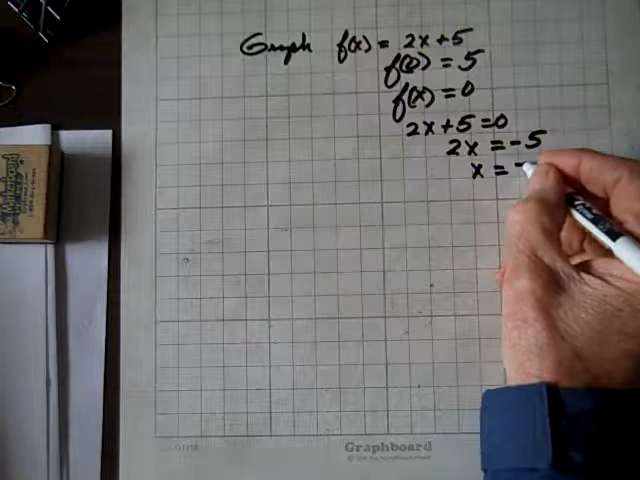 Graph f(x) = 2x+5
f(0) = 5
f(x) = 0
2x+5=0
2x = -5
x = -
Graphboard